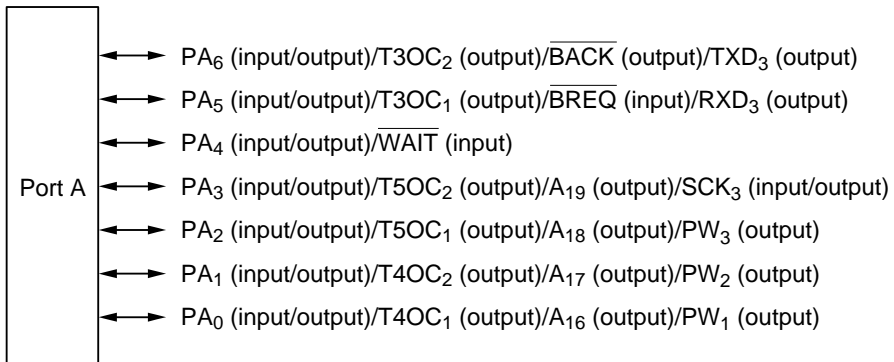 PA6 (input/output)/T3OC2 (output)/B̅A̅C̅K̅ (output)/TXD3 (output)
PA5 (input/output)/T3OC1 (output)/B̅R̅E̅Q̅ (input)/RXD3 (output)
PA4 (input/output)/W̅A̅I̅T̅ (input)
Port A
PA3 (input/output)/T5OC2 (output)/A19 (output)/SCK3 (input/output)
PA2 (input/output)/T5OC1 (output)/A18 (output)/PW3 (output)
PA1 (input/output)/T4OC2 (output)/A17 (output)/PW2 (output)
PA0 (input/output)/T4OC1 (output)/A16 (output)/PW1 (output)